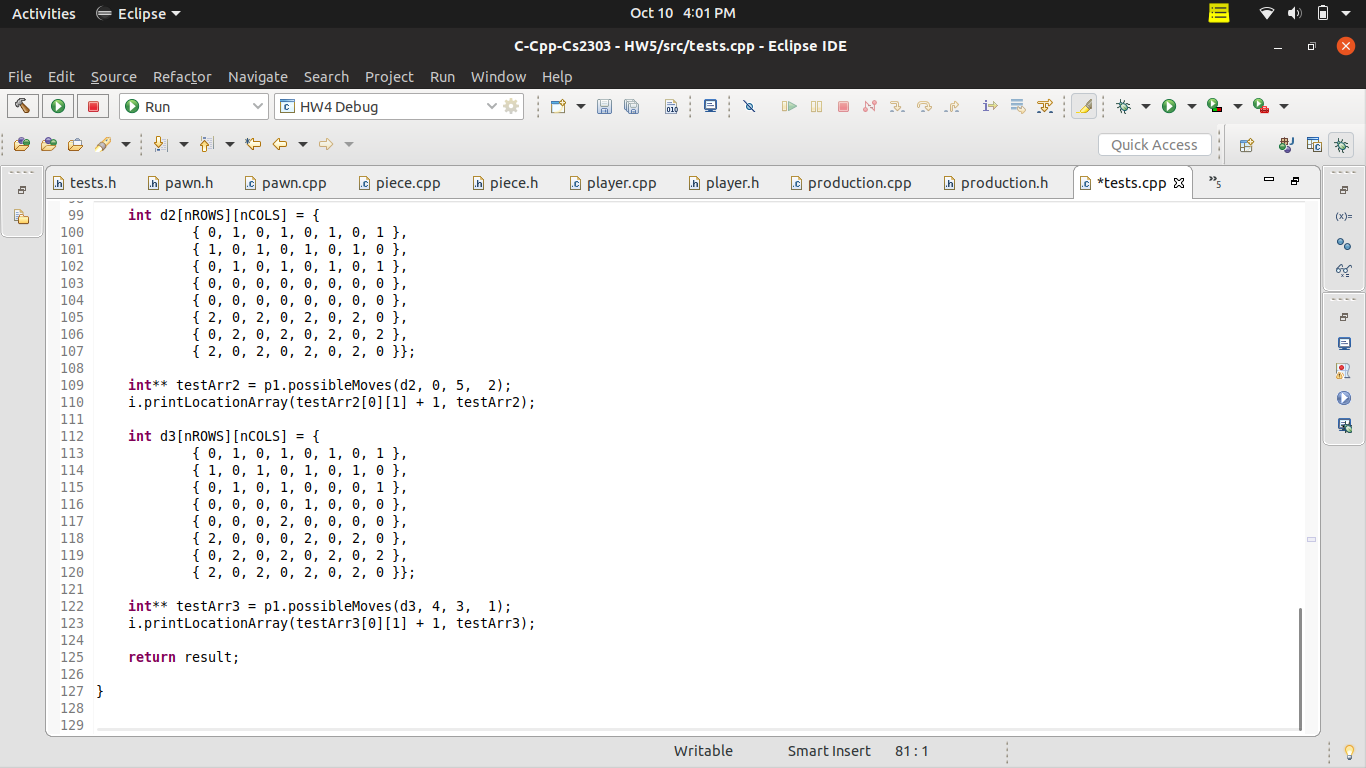 Activities Eclipse Oct 10 4:01 PM
C-Cpp-Cs2303 - HW5/src/tests.cpp - Eclipse IDE
File Edit Source Refactor Navigate Search Project Run Window Help
Run HW4 Debug
Quick Access
tests.h pawn.h pawn.cpp piece.cpp piece.h player.cpp player.h production.cpp production.h *tests.cpp »5
99 int d2[nROWS][nCOLS] = {
100 { 0, 1, 0, 1, 0, 1, 0, 1 },
101 { 1, 0, 1, 0, 1, 0, 1, 0 },
102 { 0, 1, 0, 1, 0, 1, 0, 1 },
103 { 0, 0, 0, 0, 0, 0, 0, 0 },
104 { 0, 0, 0, 0, 0, 0, 0, 0 },
105 { 2, 0, 2, 0, 2, 0, 2, 0 },
106 { 0, 2, 0, 2, 0, 2, 0, 2 },
107 { 2, 0, 2, 0, 2, 0, 2, 0 }};
108
109 int** testArr2 = p1.possibleMoves(d2, 0, 5,  2);
110 i.printLocationArray(testArr2[0][1] + 1, testArr2);
111
112 int d3[nROWS][nCOLS] = {
113 { 0, 1, 0, 1, 0, 1, 0, 1 },
114 { 1, 0, 1, 0, 1, 0, 1, 0 },
115 { 0, 1, 0, 1, 0, 0, 0, 1 },
116 { 0, 0, 0, 0, 1, 0, 0, 0 },
117 { 0, 0, 0, 2, 0, 0, 0, 0 },
118 { 2, 0, 0, 0, 2, 0, 2, 0 },
119 { 0, 2, 0, 2, 0, 2, 0, 2 },
120 { 2, 0, 2, 0, 2, 0, 2, 0 }};
121
122 int** testArr3 = p1.possibleMoves(d3, 4, 3,  1);
123 i.printLocationArray(testArr3[0][1] + 1, testArr3);
124
125 return result;
126
127 }
128
129
Writable Smart Insert 81 : 1